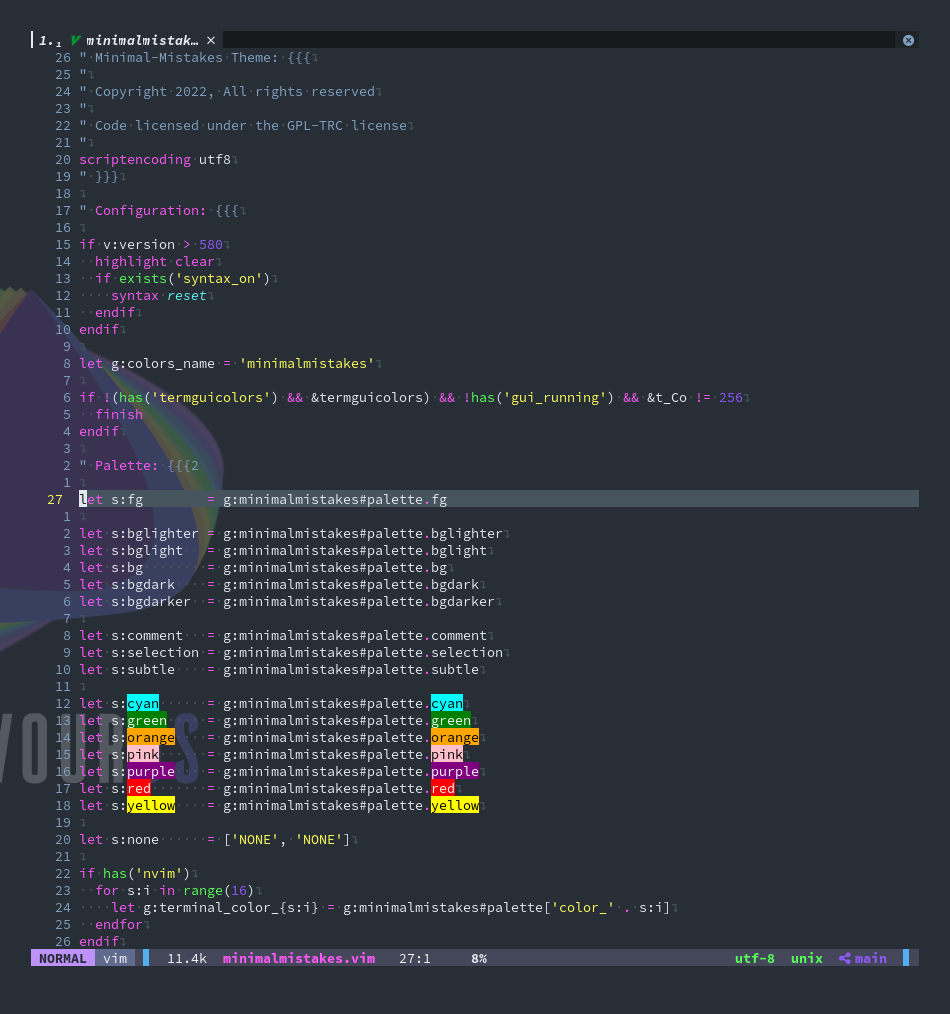 1. 1 minimalmistak… ×
26 " Minimal-Mistakes Theme: {{{
25 "
24 " Copyright 2022, All rights reserved
23 "
22 " Code licensed under the GPL-TRC license
21 "
20 scriptencoding utf8
19 " }}}
18
17 " Configuration: {{{
16
15 if v:version > 580
14   highlight clear
13   if exists('syntax_on')
12     syntax reset
11   endif
10 endif
9
8 let g:colors_name = 'minimalmistakes'
7
6 if !(has('termguicolors') && &termguicolors) && !has('gui_running') && &t_Co != 256
5   finish
4 endif
3
2 " Palette: {{{2
1
27 let s:fg        = g:minimalmistakes#palette.fg
1
2 let s:bglighter = g:minimalmistakes#palette.bglighter
3 let s:bglight   = g:minimalmistakes#palette.bglight
4 let s:bg        = g:minimalmistakes#palette.bg
5 let s:bgdark    = g:minimalmistakes#palette.bgdark
6 let s:bgdarker  = g:minimalmistakes#palette.bgdarker
7
8 let s:comment   = g:minimalmistakes#palette.comment
9 let s:selection = g:minimalmistakes#palette.selection
10 let s:subtle    = g:minimalmistakes#palette.subtle
11
12 let s:cyan      = g:minimalmistakes#palette.cyan
13 let s:green     = g:minimalmistakes#palette.green
14 let s:orange    = g:minimalmistakes#palette.orange
15 let s:pink      = g:minimalmistakes#palette.pink
16 let s:purple    = g:minimalmistakes#palette.purple
17 let s:red       = g:minimalmistakes#palette.red
18 let s:yellow    = g:minimalmistakes#palette.yellow
19
20 let s:none      = ['NONE', 'NONE']
21
22 if has('nvim')
23   for s:i in range(16)
24     let g:terminal_color_{s:i} = g:minimalmistakes#palette['color_' . s:i]
25   endfor
26 endif
NORMAL vim 11.4k minimalmistakes.vim 27:1 8% utf-8 unix main